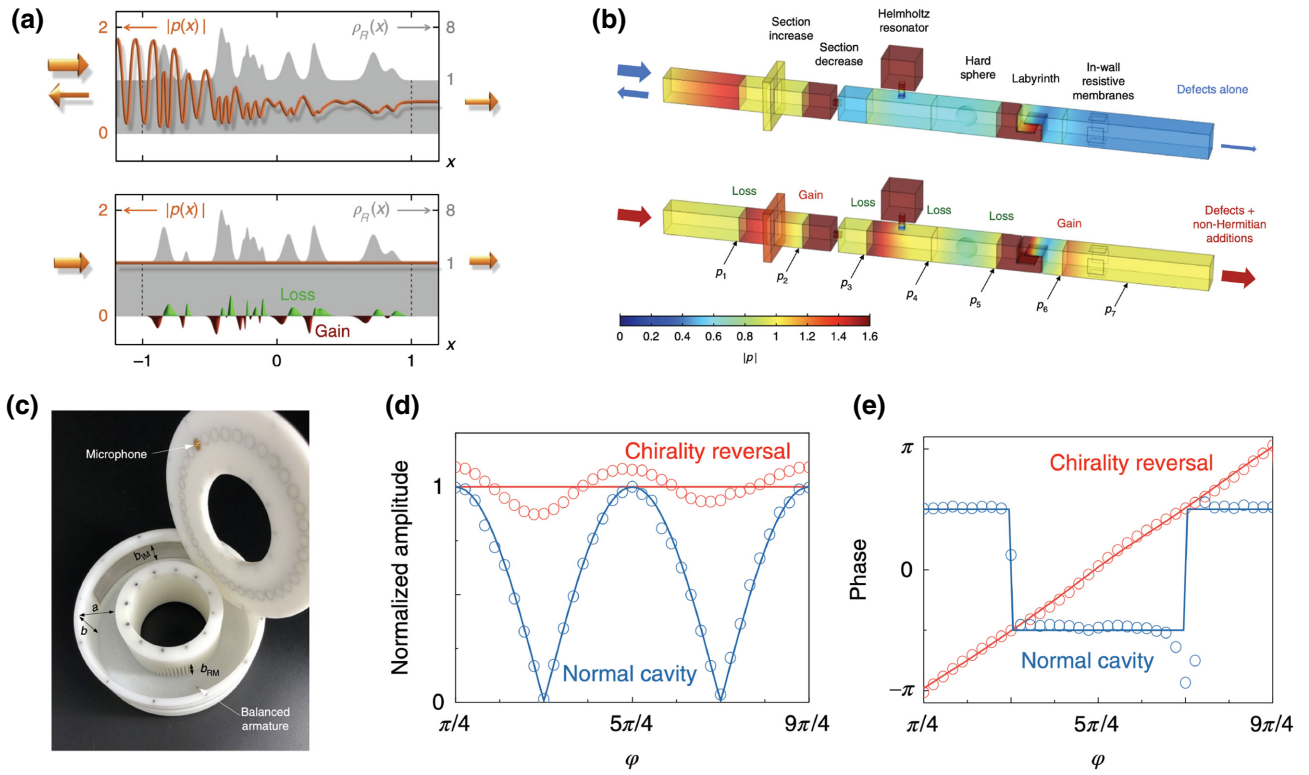 (a)
2
|p(x)|
ρR(x)
8
1
0
x
2
|p(x)|
ρR(x)
8
1
Loss
0
Gain
x
−1
0
1
(b)
Section
increase
Section
decrease
Helmholtz
resonator
Hard
sphere
Labyrinth
In-wall
resistive
membranes
Defects alone
Loss
Gain
Loss
Loss
Loss
Gain
Defects +
non-Hermitian
additions
p1
p2
p3
p4
p5
p6
p7
0 0.2 0.4 0.6 0.8 1 1.2 1.4 1.6
|p|
(c)
Microphone
bIM
a
b
bRM
Balanced
armature
(d)
Normalized amplitude
Chirality reversal
1
Normal cavity
0
π/4
5π/4
9π/4
φ
(e)
Phase
π
Chirality reversal
0
Normal cavity
−π
π/4
5π/4
9π/4
φ